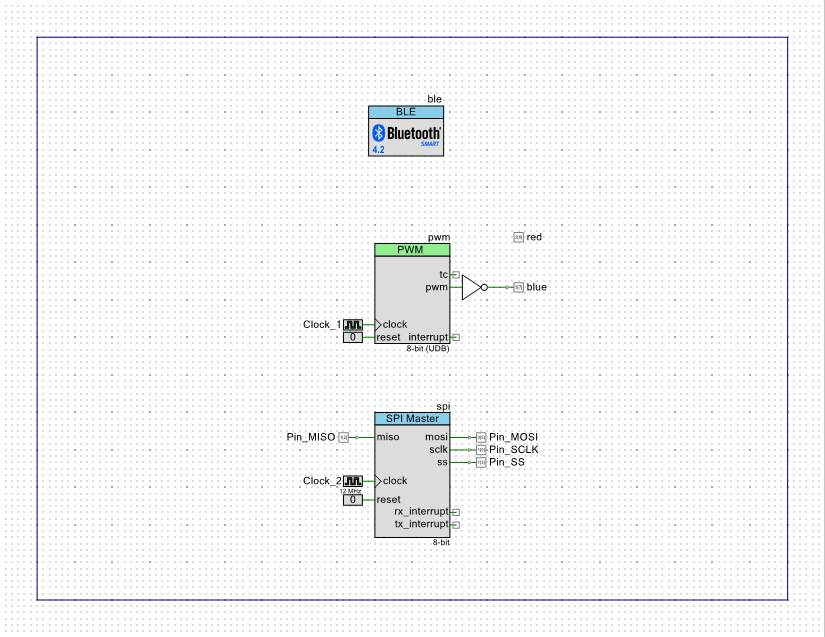 ble
BLE
Bluetooth
SMART
4.2
pwm
red
PWM
tc
pwm
blue
Clock_1
clock
0
reset
interrupt
8-bit (UDB)
spi
SPI Master
Pin_MISO
miso
mosi
Pin_MOSI
sclk
Pin_SCLK
ss
Pin_SS
Clock_2
clock
12 MHz
0
reset
rx_interrupt
tx_interrupt
8-bit